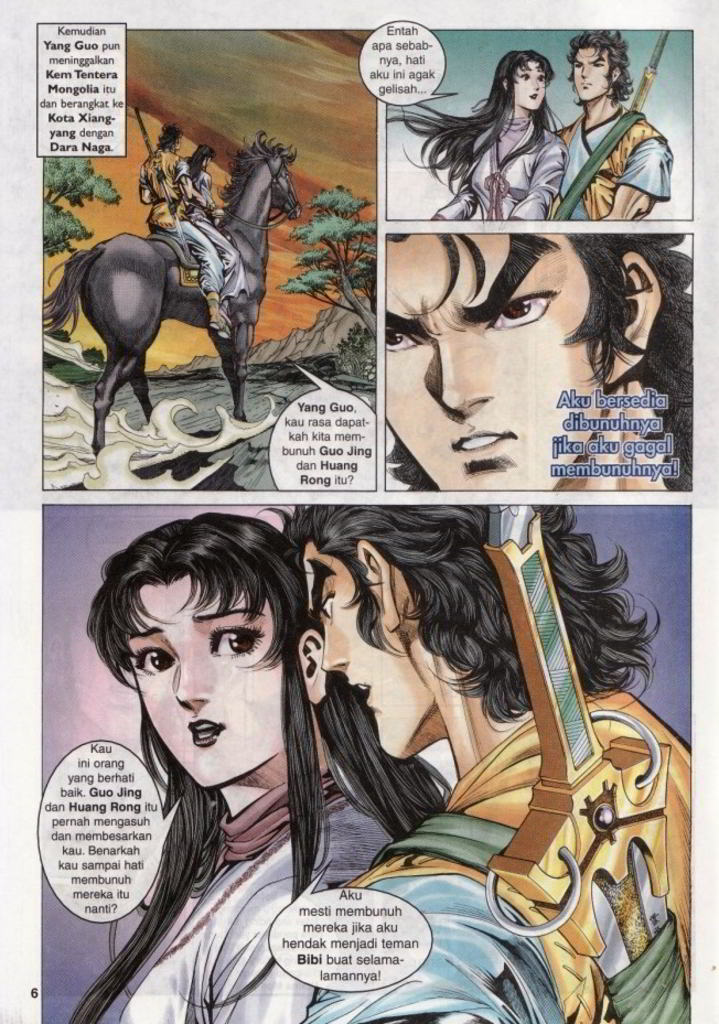 Kemudian
Yang Guo pun
meninggalkan
Kem Tentera
Mongolia itu
dan berangkat ke
Kota Xiang-
yang dengan
Dara Naga.
Yang Guo,
kau rasa dapat-
kah kita mem-
bunuh Guo Jing
dan Huang
Rong itu?
Entah
apa sebab-
nya, hati
aku ini agak
gelisah...
Aku bersedia
dibunuhnya
jika aku gagal
membunuhnya!
Kau
ini orang
yang berhati
baik. Guo Jing
dan Huang Rong itu
pernah mengasuh
dan membesarkan
kau. Benarkah
kau sampai hati
membunuh
mereka itu
nanti?
Aku
mesti membunuh
mereka jika aku
hendak menjadi teman
Bibi buat selama-
lamannya!
6